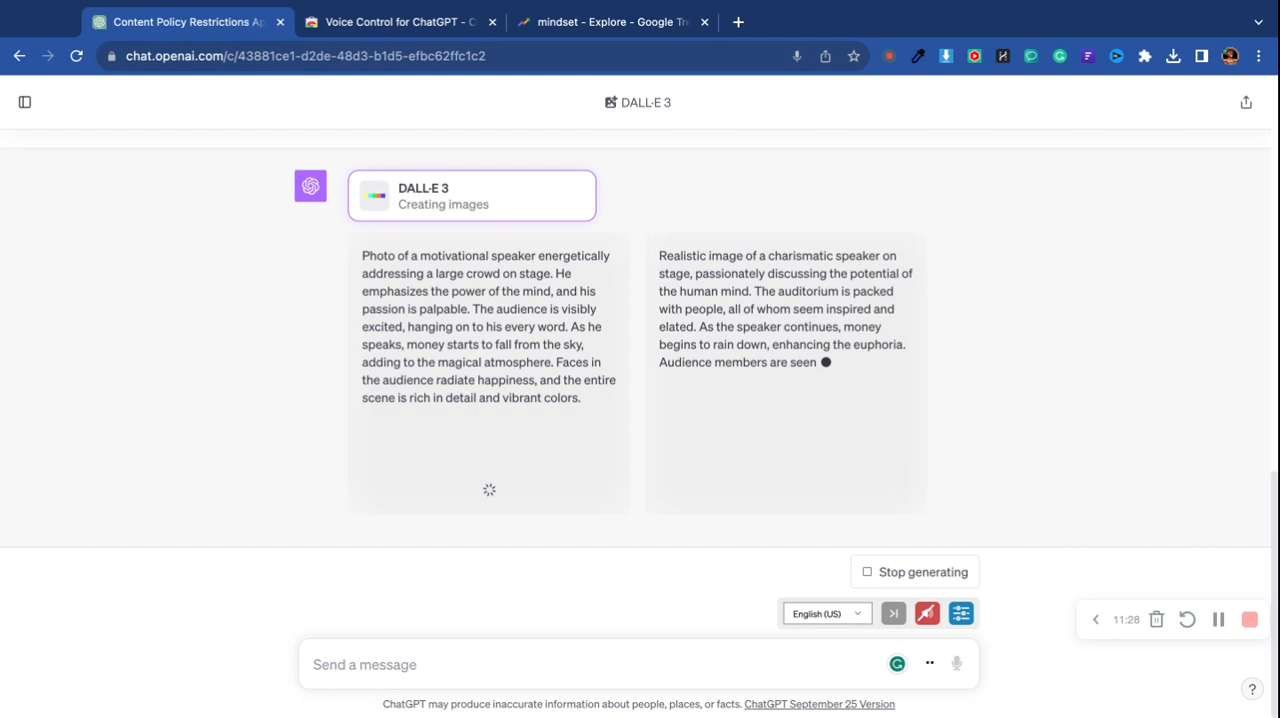 Content Policy Restrictions Ap
Voice Control for ChatGPT - C
mindset - Explore - Google Tre
chat.openai.com/c/43881ce1-d2de-48d3-b1d5-efbc62ffc1c2
DALL·E 3
DALL·E 3
Creating images
Photo of a motivational speaker energetically
addressing a large crowd on stage. He
emphasizes the power of the mind, and his
passion is palpable. The audience is visibly
excited, hanging on to his every word. As he
speaks, money starts to fall from the sky,
adding to the magical atmosphere. Faces in
the audience radiate happiness, and the entire
scene is rich in detail and vibrant colors.
Realistic image of a charismatic speaker on
stage, passionately discussing the potential of
the human mind. The auditorium is packed
with people, all of whom seem inspired and
elated. As the speaker continues, money
begins to rain down, enhancing the euphoria.
Audience members are seen
Stop generating
English (US)
11:28
Send a message
ChatGPT may produce inaccurate information about people, places, or facts. ChatGPT September 25 Version
?